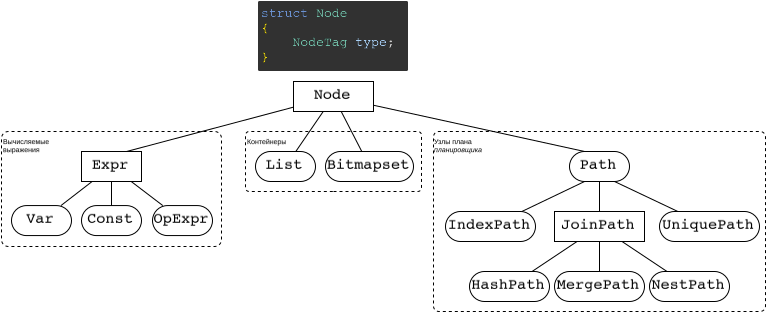 struct Node
{
NodeTag type;
}
Node
Вычисляемые
выражения
Expr
Var
Const
OpExpr
Контейнеры
List
Bitmapset
Узлы плана
планировщика
Path
IndexPath
JoinPath
UniquePath
HashPath
MergePath
NestPath